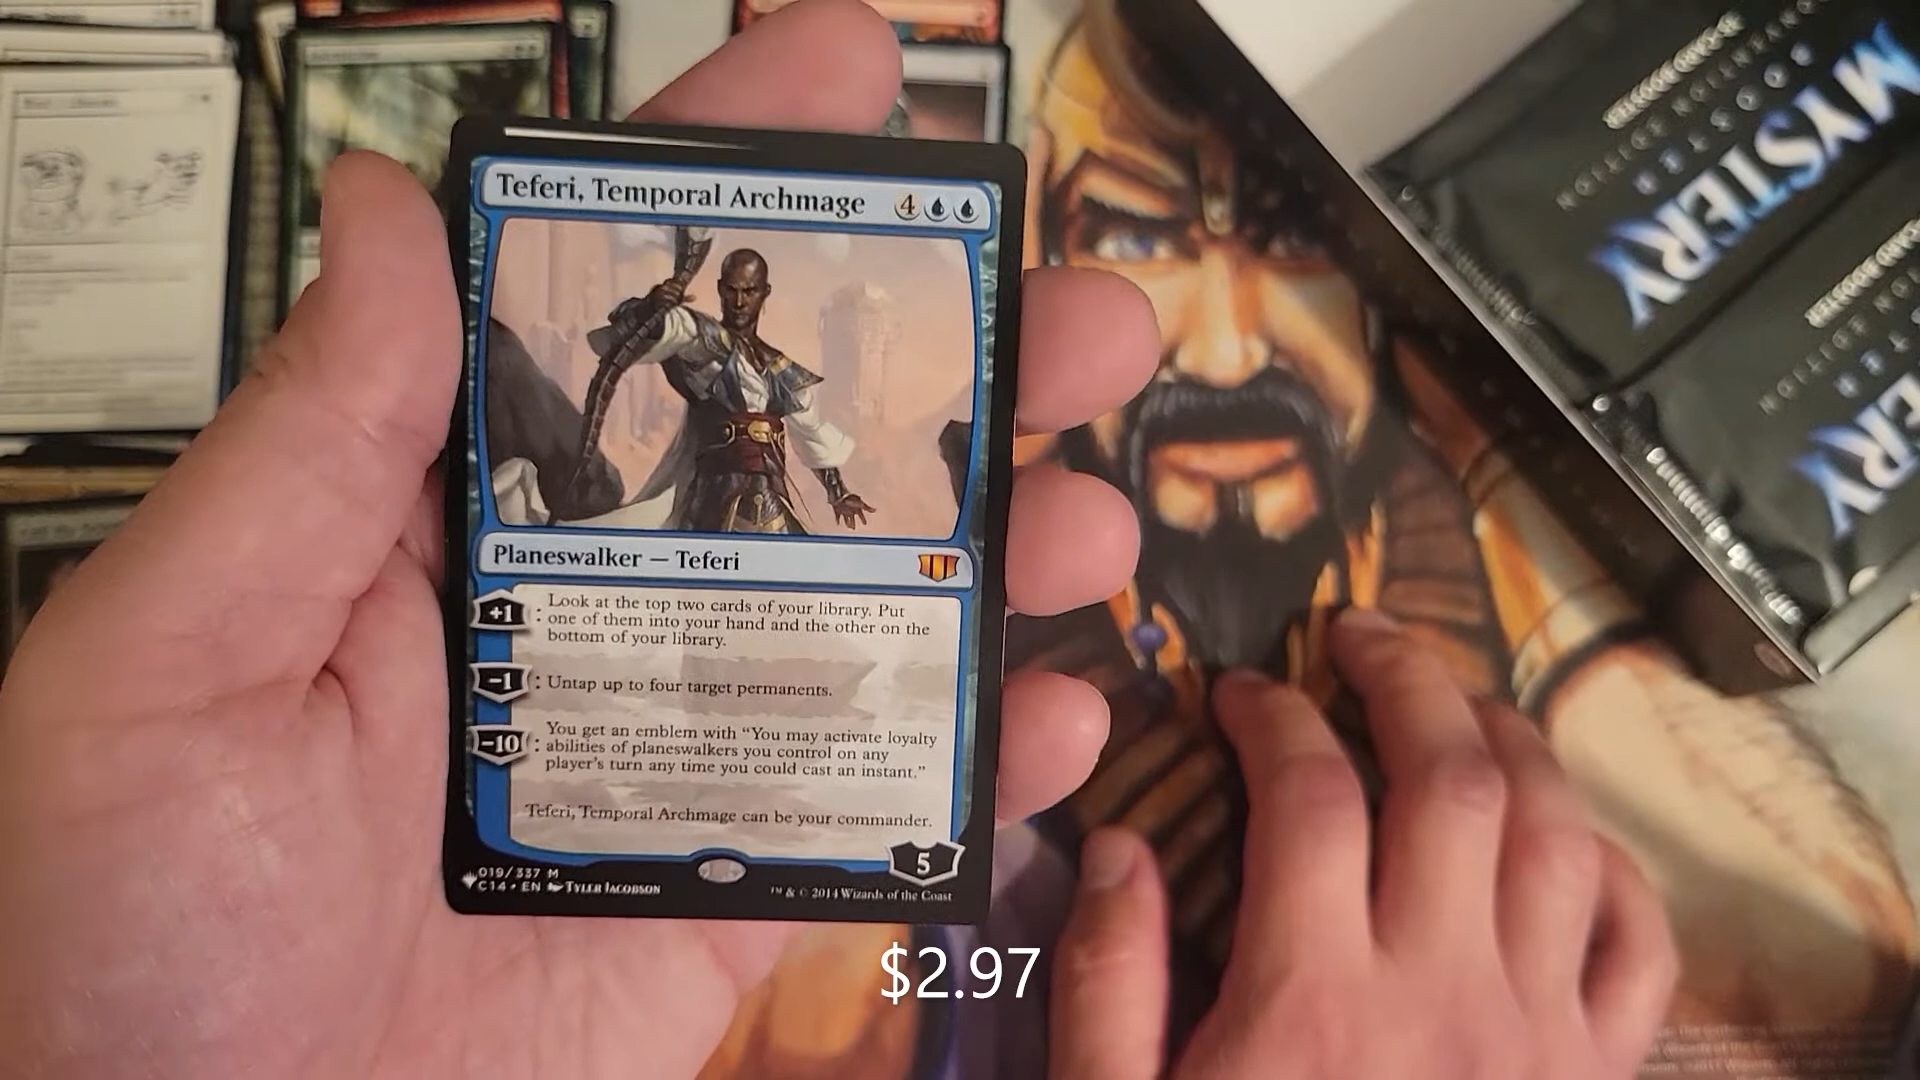 Teferi, Temporal Archmage 4
Planeswalker — Teferi
+1 : Look at the top two cards of your library. Put
one of them into your hand and the other on the
bottom of your library.
−1 : Untap up to four target permanents.
−10 : You get an emblem with “You may activate loyalty
abilities of planeswalkers you control on any
player’s turn any time you could cast an instant.”
Teferi, Temporal Archmage can be your commander.
5
019/337 M
C14 • EN TYLER JACOBSON
™ & © 2014 Wizards of the Coast
$2.97
MYSTERY
BOOSTER
CONVENTION EDITION
MYSTERY